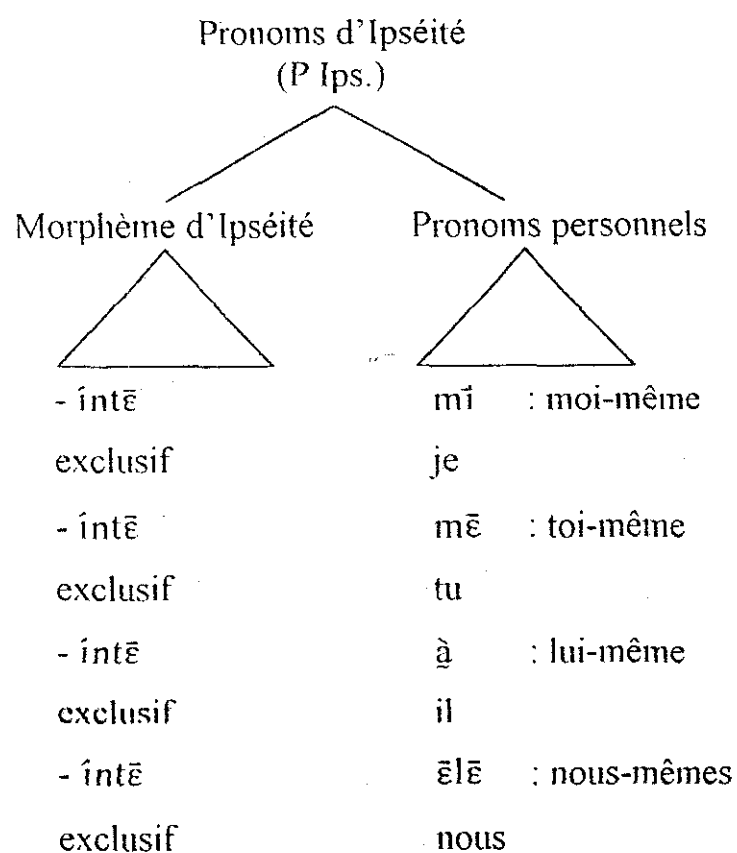 Pronoms d'Ipséité
(P Ips.)
Morphème d'Ipséité Pronoms personnels
- íntɛ̄ mī : moi-même
exclusif je
- íntɛ̄ mɛ̄ : toi-même
exclusif tu
- íntɛ̄ à̰ : lui-même
exclusif il
- íntɛ̄ ɛ̄lɛ̄ : nous-mêmes
exclusif nous